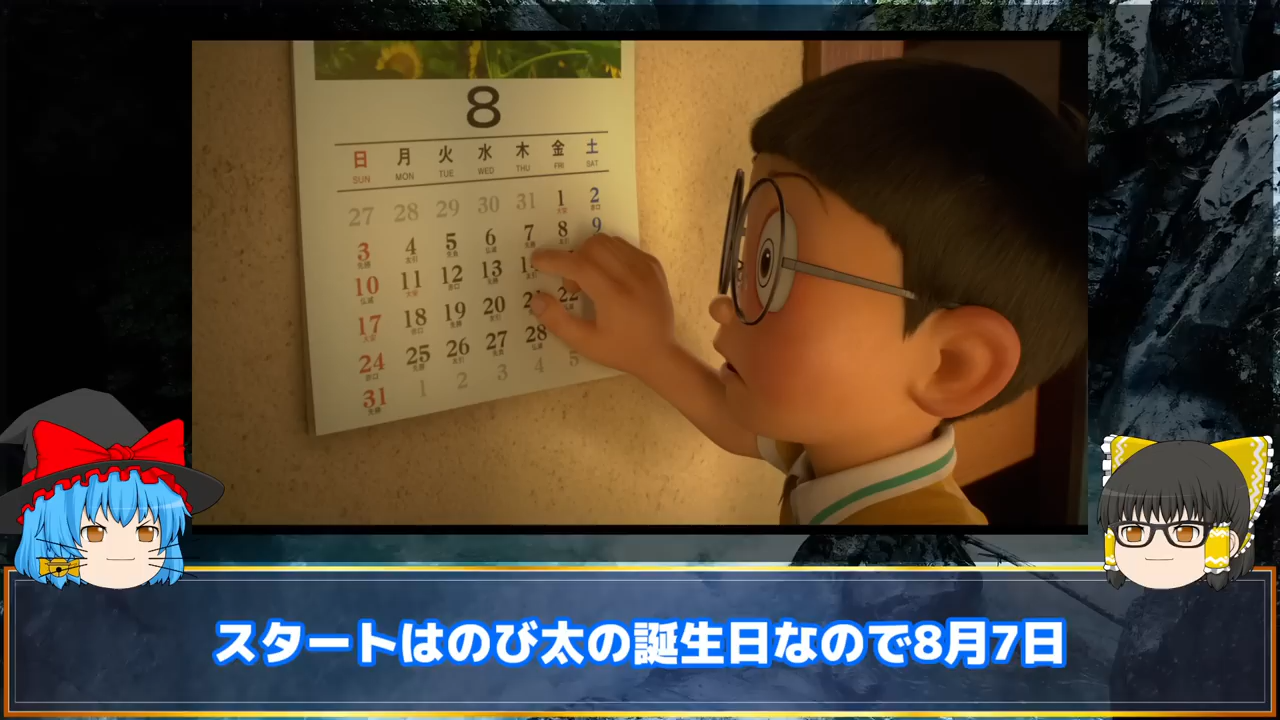 8
日 月 火 水 木 金 土
SUN MON TUE WED THU FRI SAT
27 28 29 30 31 1 2
3 4 5 6 7 8 9
10 11 12 13
17 18 19 20 22
24 25 26 27 28
31 1 2 3 4 5
スタートはのび太の誕生日なので8月7日